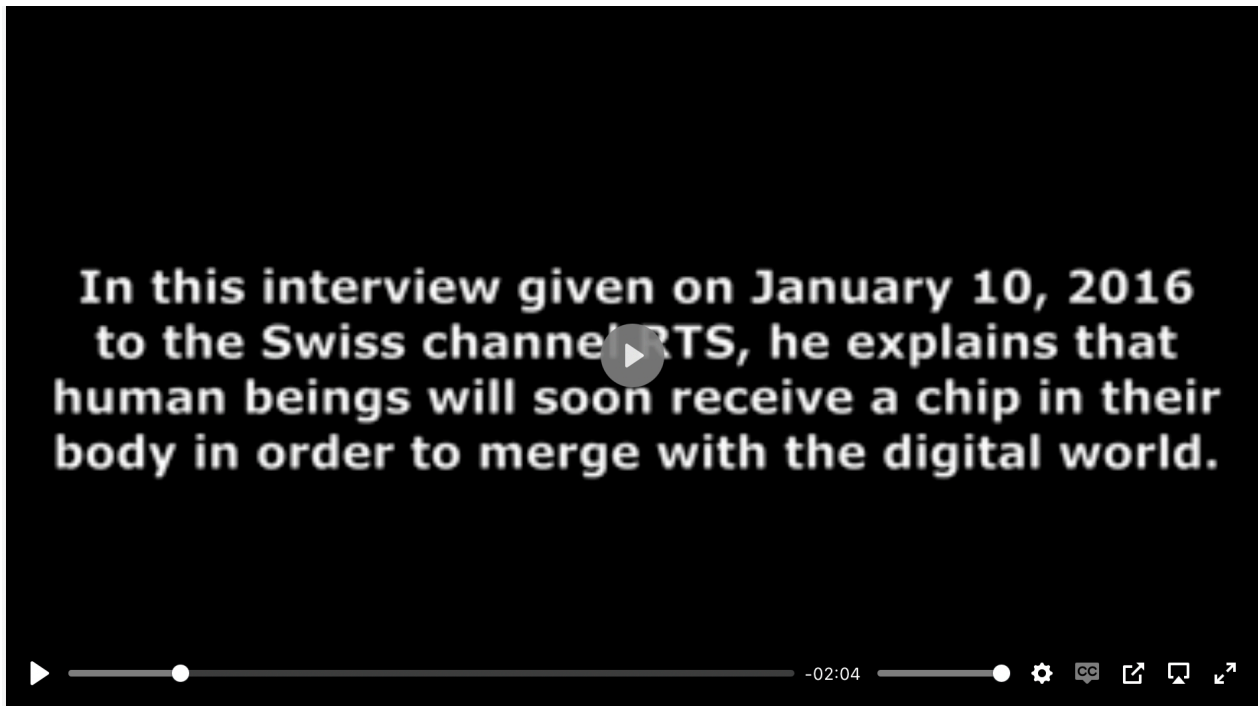 In this interview given on January 10, 2016
to the Swiss channel RTS, he explains that
human beings will soon receive a chip in their
body in order to merge with the digital world.
-02:04
CC